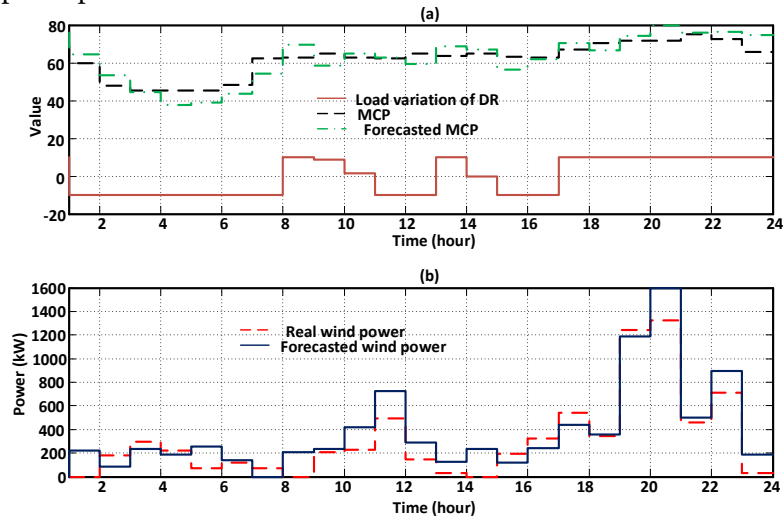 (a)
80
60
40
20
0
-20
Value
Load variation of DR
MCP
Forecasted MCP
2 4 6 8 10 12 14 16 18 20 22 24
Time (hour)
(b)
1600
1400
1200
1000
800
600
400
200
0
Power (kW)
Real wind power
Forecasted wind power
2 4 6 8 10 12 14 16 18 20 22 24
Time (hour)